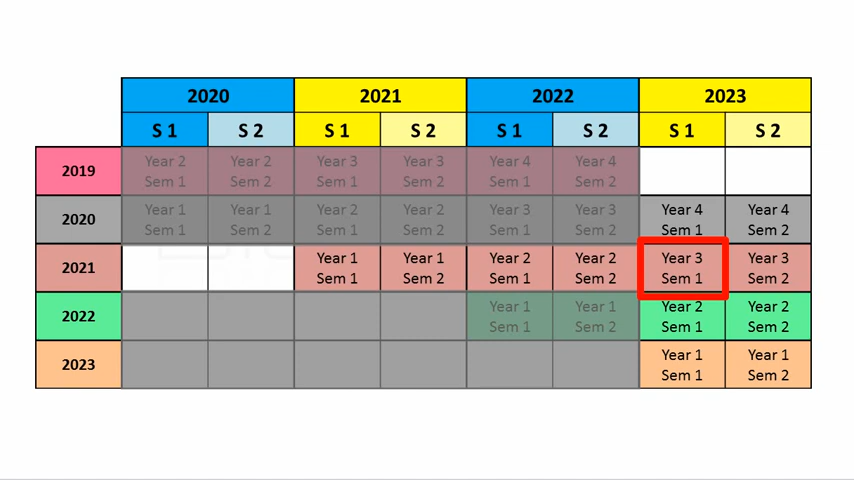 2020 2021 2022 2023
S 1 S 2 S 1 S 2 S 1 S 2 S 1 S 2
2019 Year 2 Year 2 Year 3 Year 3 Year 4 Year 4
Sem 1 Sem 2 Sem 1 Sem 2 Sem 1 Sem 2
2020 Year 1 Year 1 Year 2 Year 2 Year 3 Year 3 Year 4 Year 4
Sem 1 Sem 2 Sem 1 Sem 2 Sem 1 Sem 2 Sem 1 Sem 2
2021 Year 1 Year 1 Year 2 Year 2 Year 3 Year 3
Sem 1 Sem 2 Sem 1 Sem 2 Sem 1 Sem 2
2022 Year 1 Year 1 Year 2 Year 2
Sem 1 Sem 2 Sem 1 Sem 2
2023 Year 1 Year 1
Sem 1 Sem 2